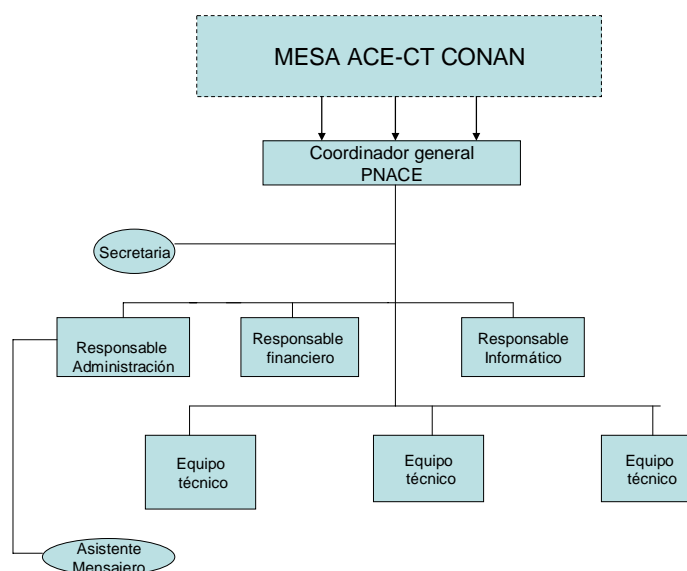 MESA ACE-CT CONAN
Coordinador general
PNACE
Secretaria
Responsable
Administración
Responsable
financiero
Responsable
Informático
Equipo
técnico
Equipo
técnico
Equipo
técnico
Asistente
Mensajero